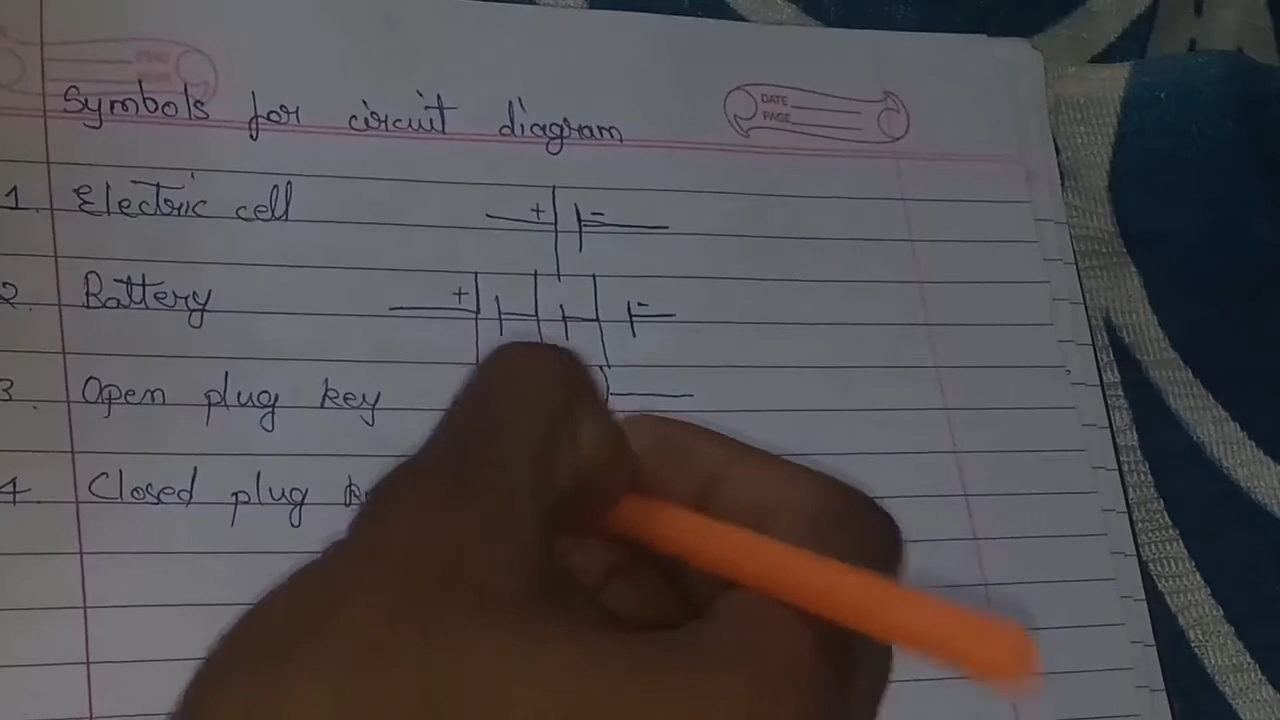 DATE
PAGE
Symbols for circuit diagram
1. Electric cell + -
2. Battery + -
3. Open plug key
4. Closed plug